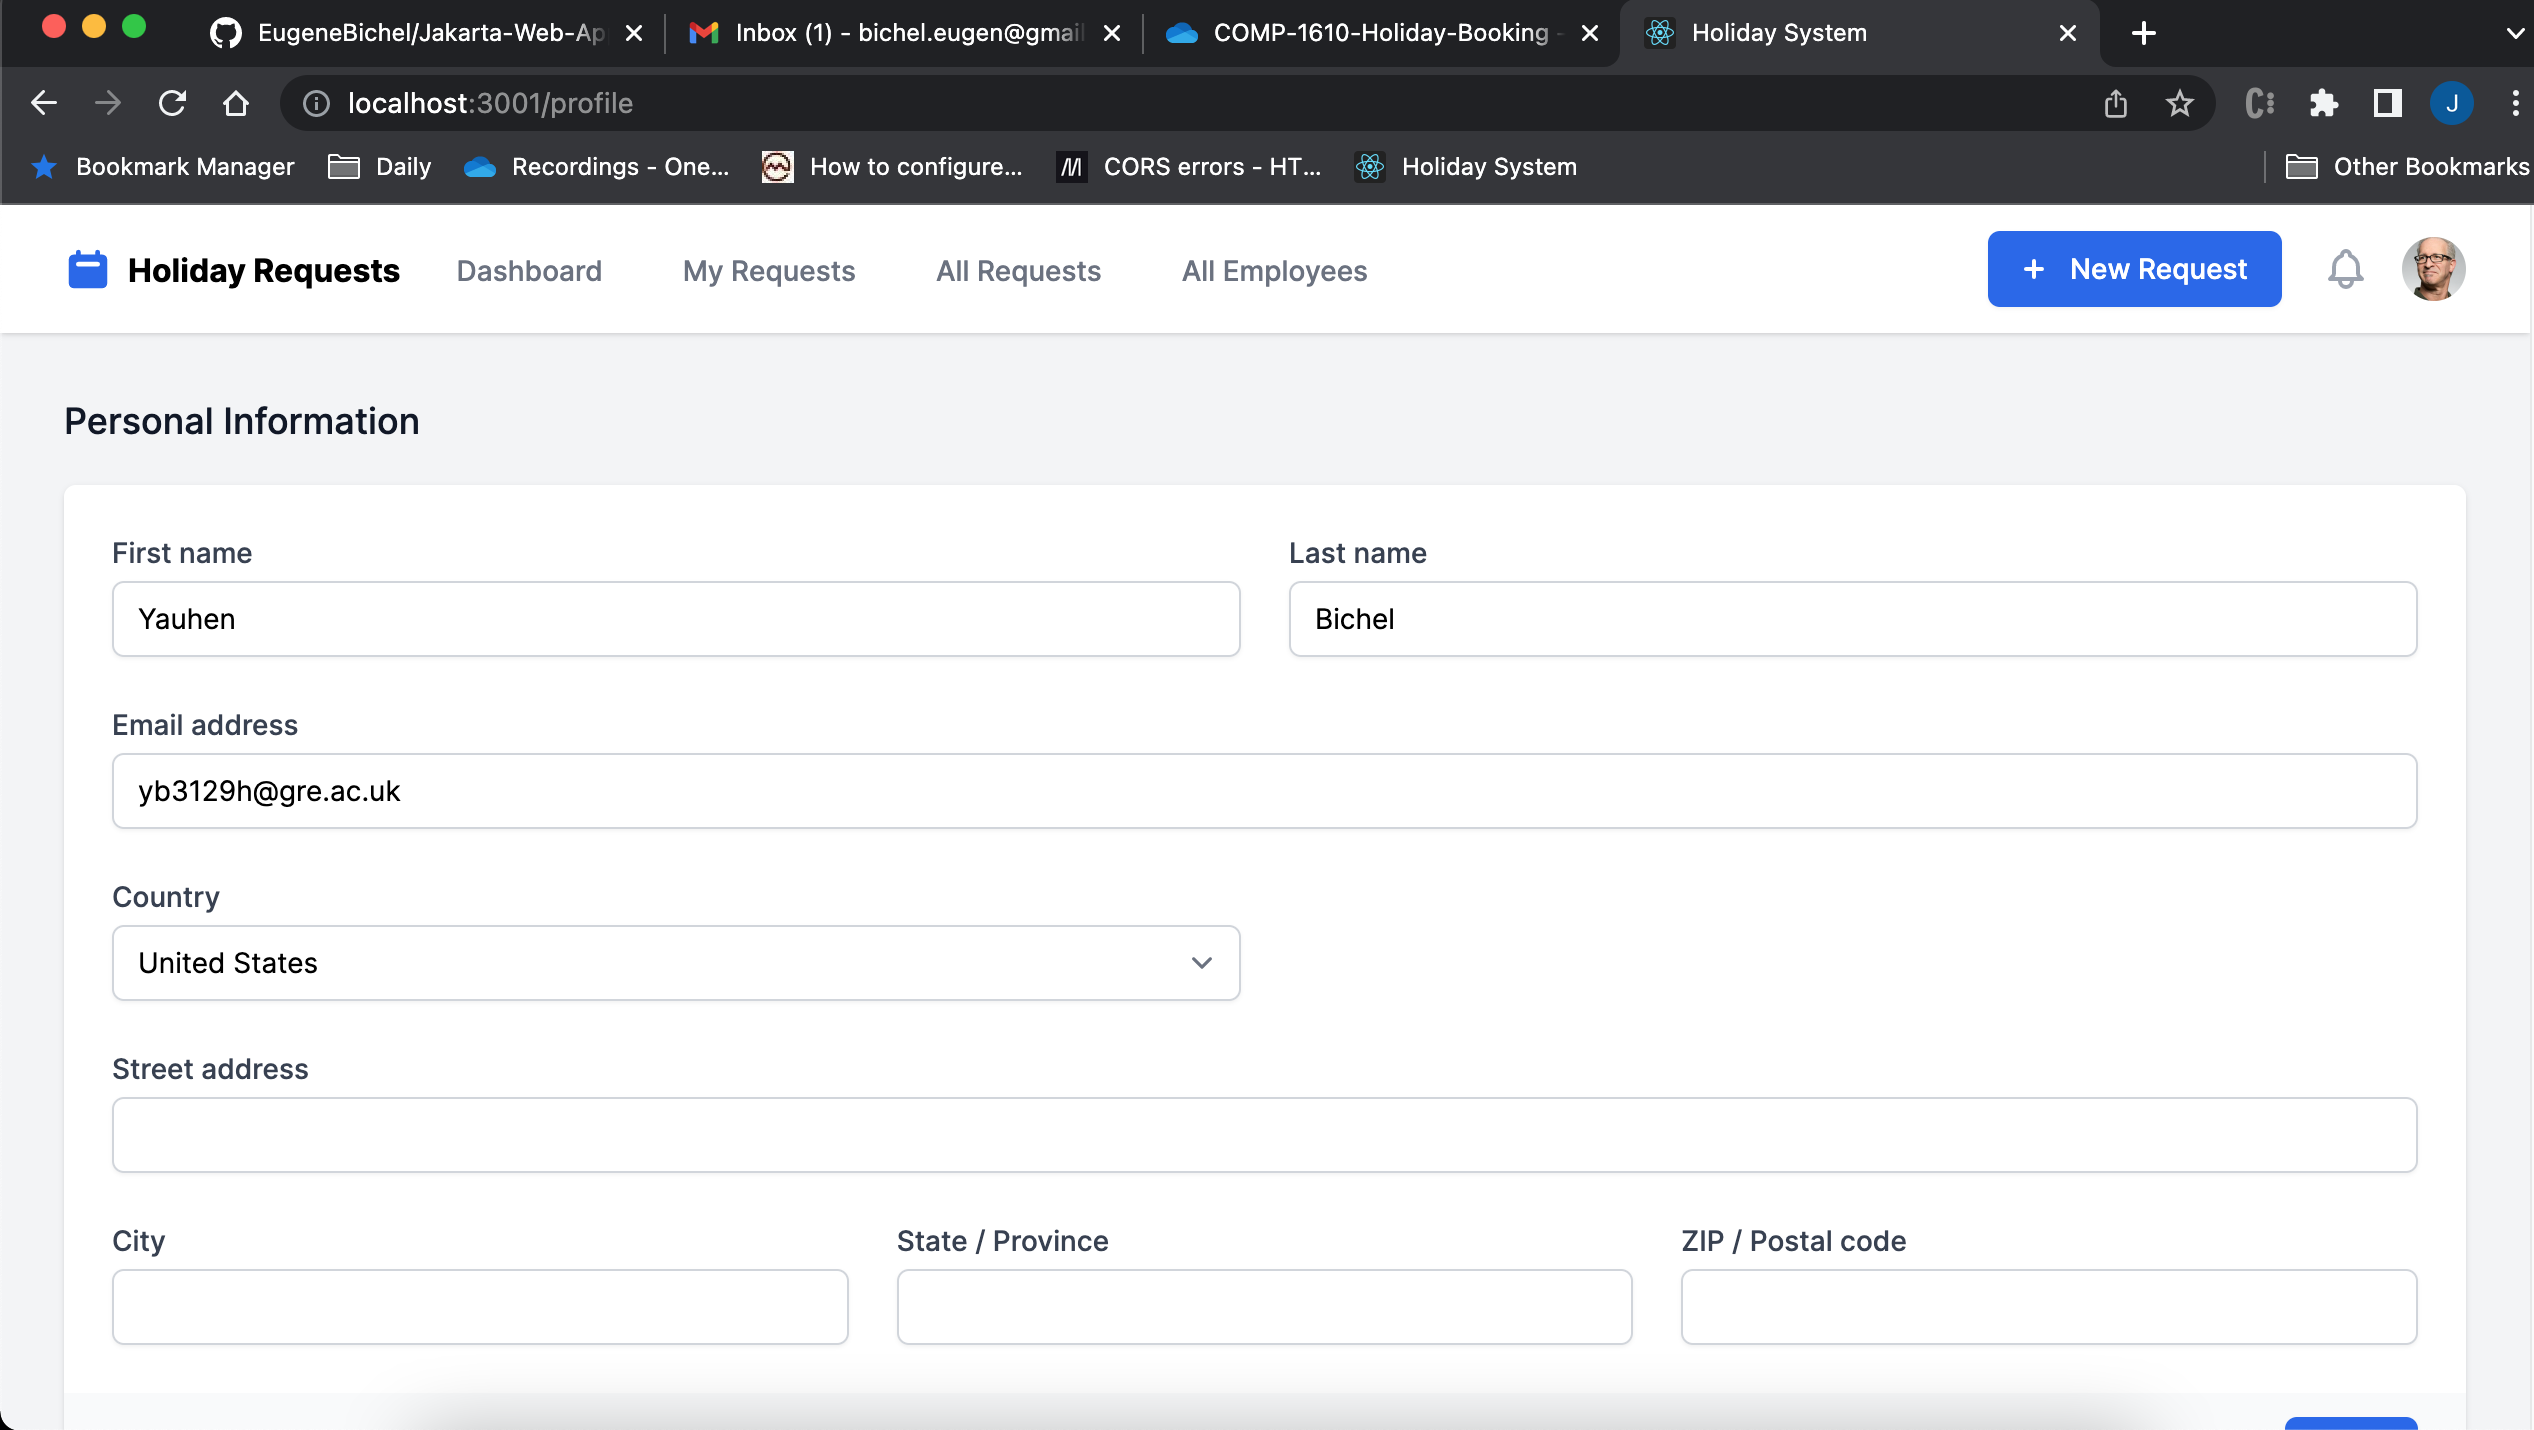 EugeneBichel/Jakarta-Web-Ap
Inbox (1) - bichel.eugen@gmail
COMP-1610-Holiday-Booking -
Holiday System
localhost:3001/profile
J
Bookmark Manager
Daily
Recordings - One...
How to configure...
CORS errors - HT...
Holiday System
Other Bookmarks
Holiday Requests
Dashboard
My Requests
All Requests
All Employees
+ New Request
Personal Information
First name
Last name
Yauhen
Bichel
Email address
yb3129h@gre.ac.uk
Country
United States
Street address
City
State / Province
ZIP / Postal code